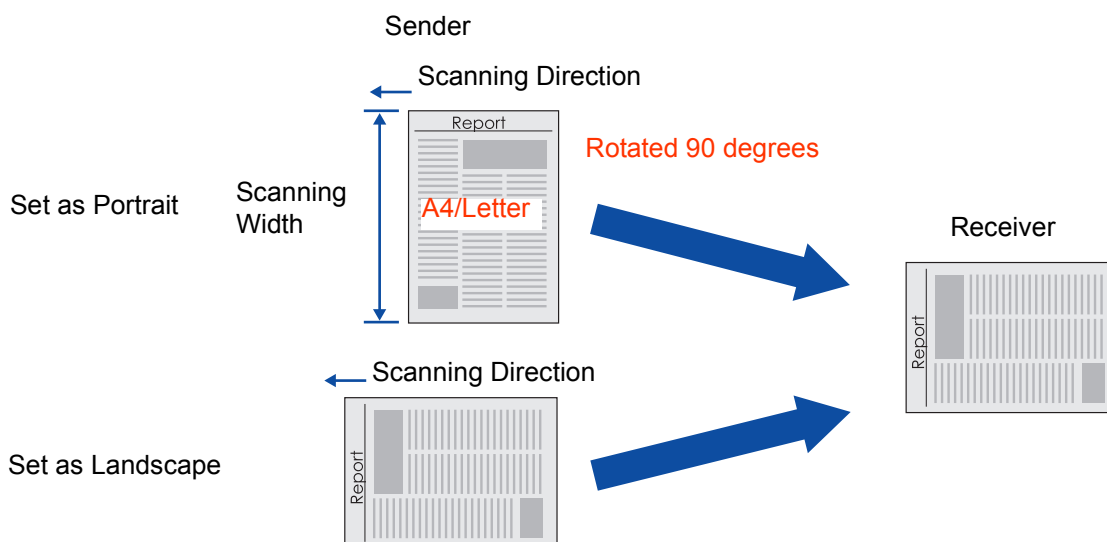 Sender
Scanning Direction
Report
Rotated 90 degrees
Set as Portrait
Scanning
Width
A4/Letter
Receiver
Report
Scanning Direction
Set as Landscape
Report